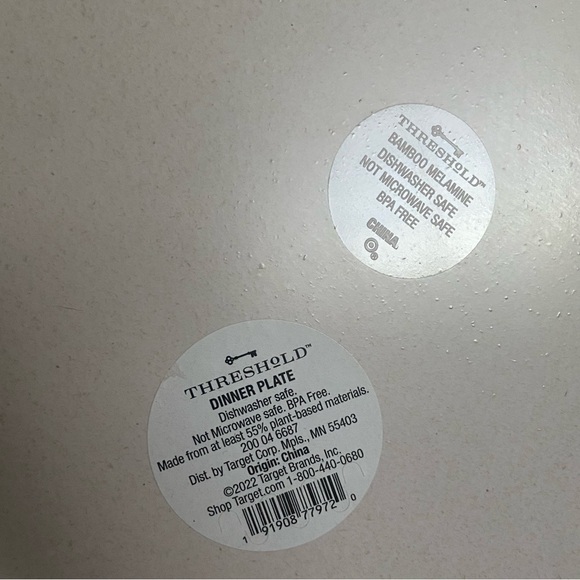 THRESHOLD™
BAMBOO MELAMINE
DISHWASHER SAFE
NOT MICROWAVE SAFE
BPA FREE
CHINA
THRESHOLD™
DINNER PLATE
Dishwasher safe.
Not Microwave safe. BPA Free.
Made from at least 55% plant-based materials.
200 04 6687
Dist. by Target Corp. Mpls., MN 55403
Origin: China
©2022 Target Brands, Inc.
Shop Target.com 1-800-440-0680
1 91908 77972 0